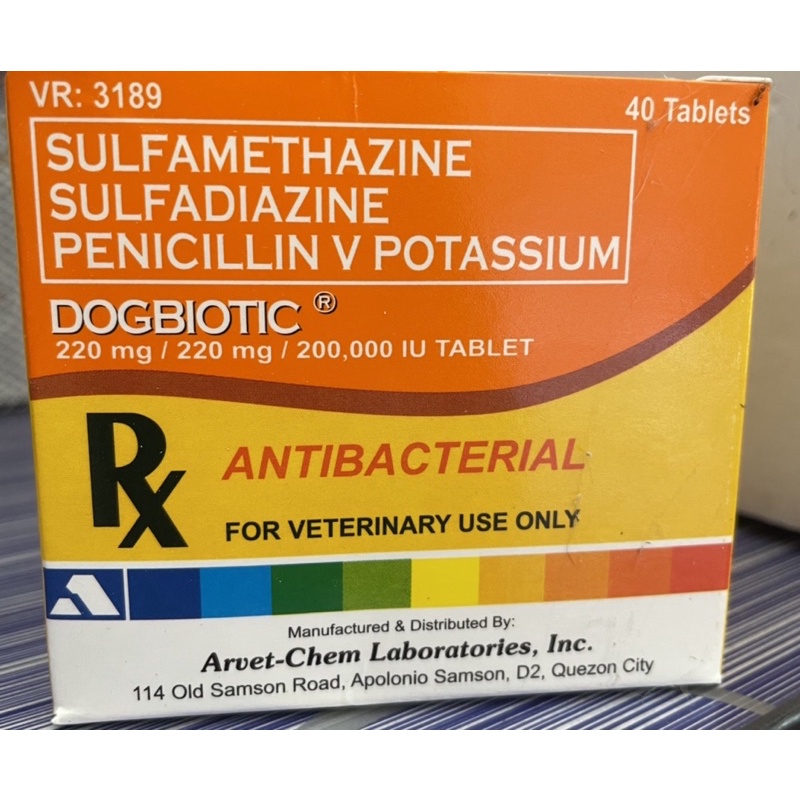 VR: 3189
40 Tablets
SULFAMETHAZINE
SULFADIAZINE
PENICILLIN V POTASSIUM
DOGBIOTIC ®
220 mg / 220 mg / 200,000 IU TABLET
Rx
ANTIBACTERIAL
FOR VETERINARY USE ONLY
Manufactured & Distributed By:
Arvet-Chem Laboratories, Inc.
114 Old Samson Road, Apolonio Samson, D2, Quezon City